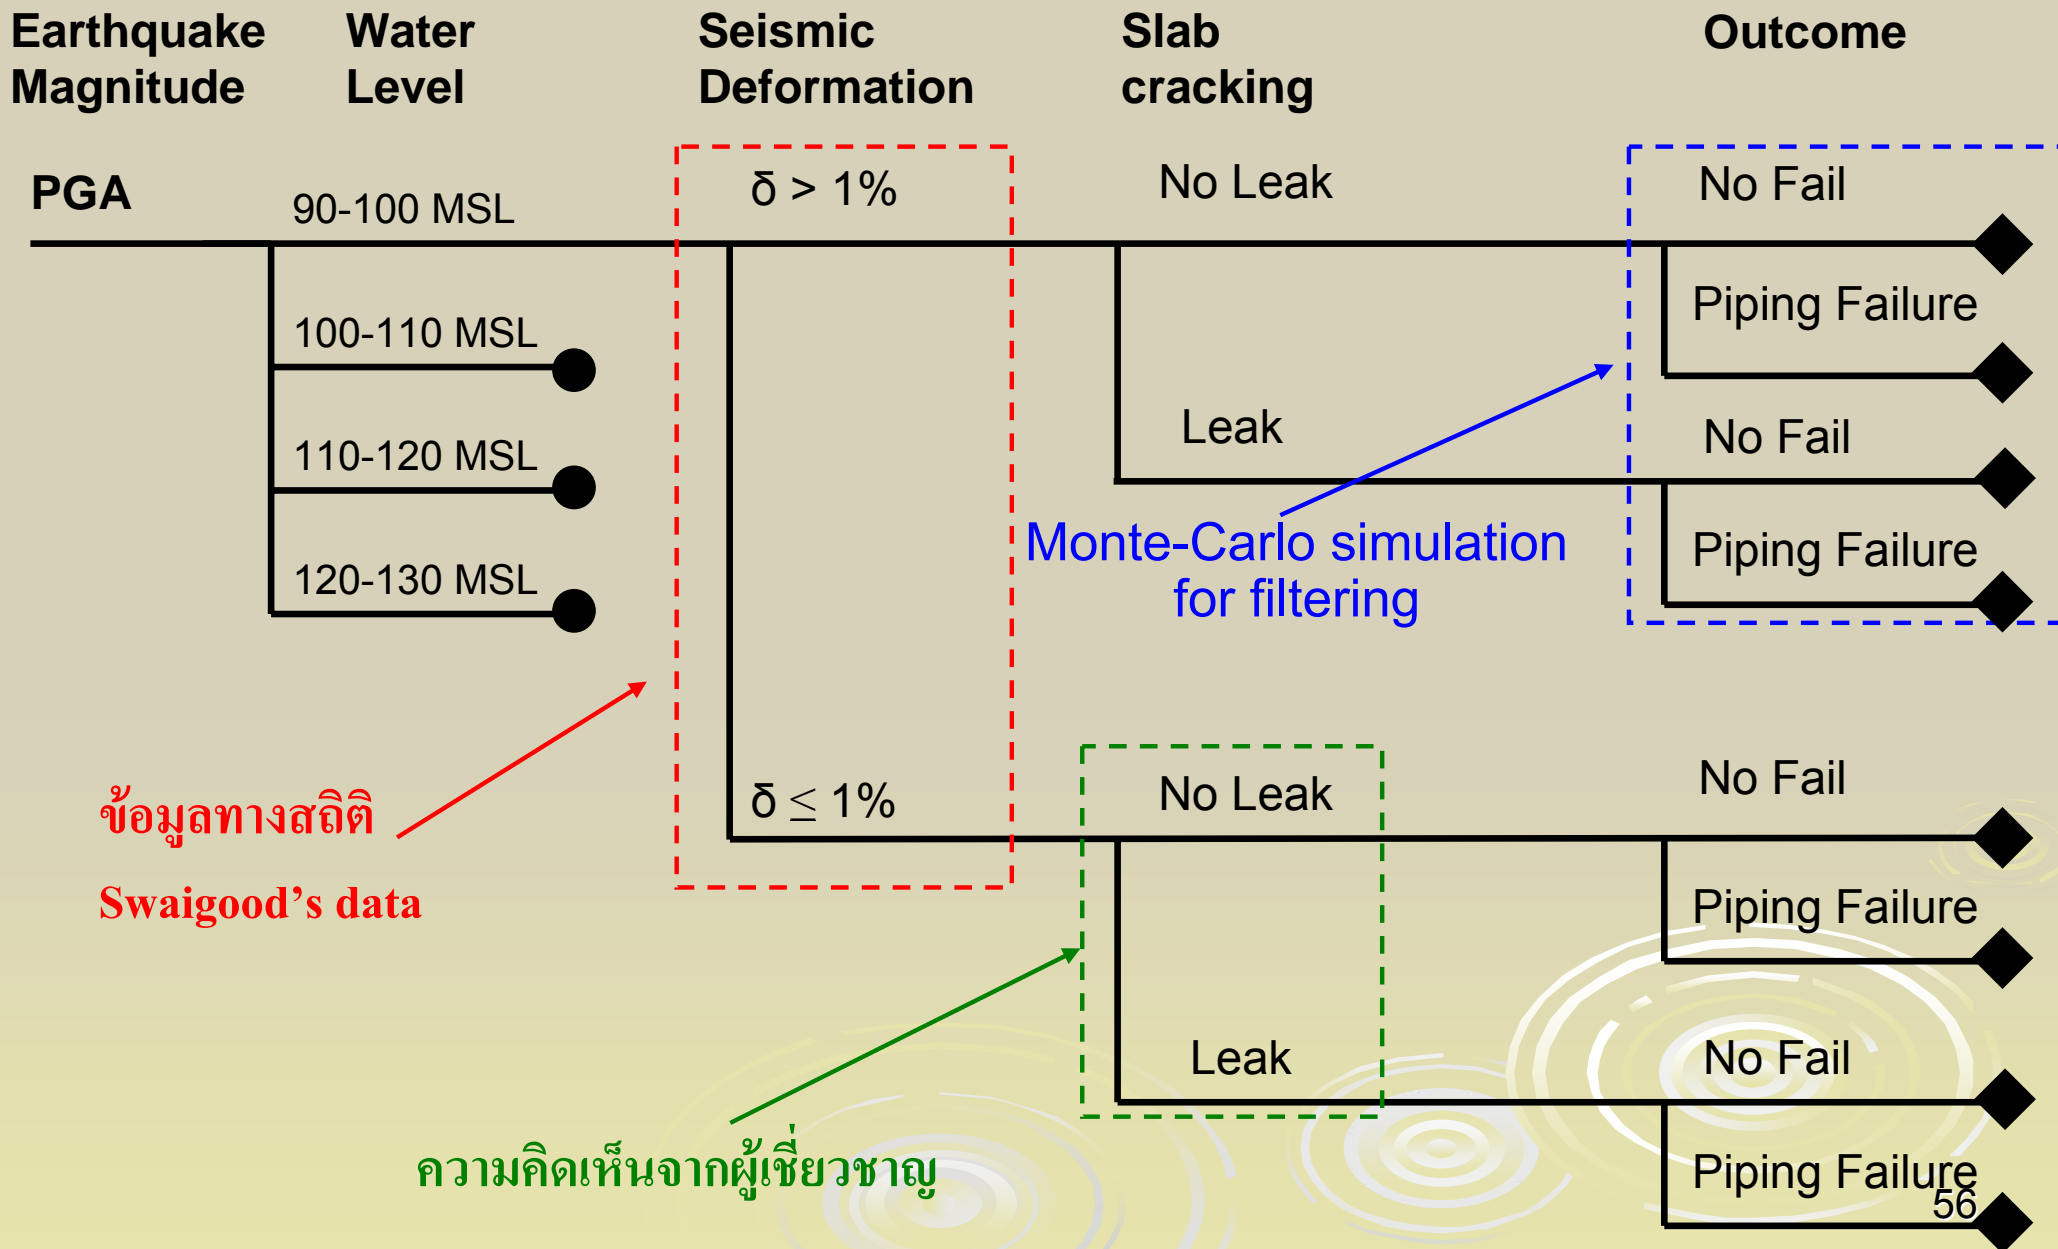 Earthquake Magnitude
Water Level
Seismic Deformation
Slab cracking
Outcome
PGA
90-100 MSL
δ > 1%
No Leak
No Fail
Piping Failure
100-110 MSL
Leak
No Fail
110-120 MSL
Monte-Carlo simulation
for filtering
Piping Failure
120-130 MSL
ข้อมูลทางสถิติ
Swaigood’s data
δ ≤ 1%
No Leak
No Fail
Piping Failure
Leak
No Fail
ความคิดเห็นจากผู้เชี่ยวชาญ
Piping Failure
56